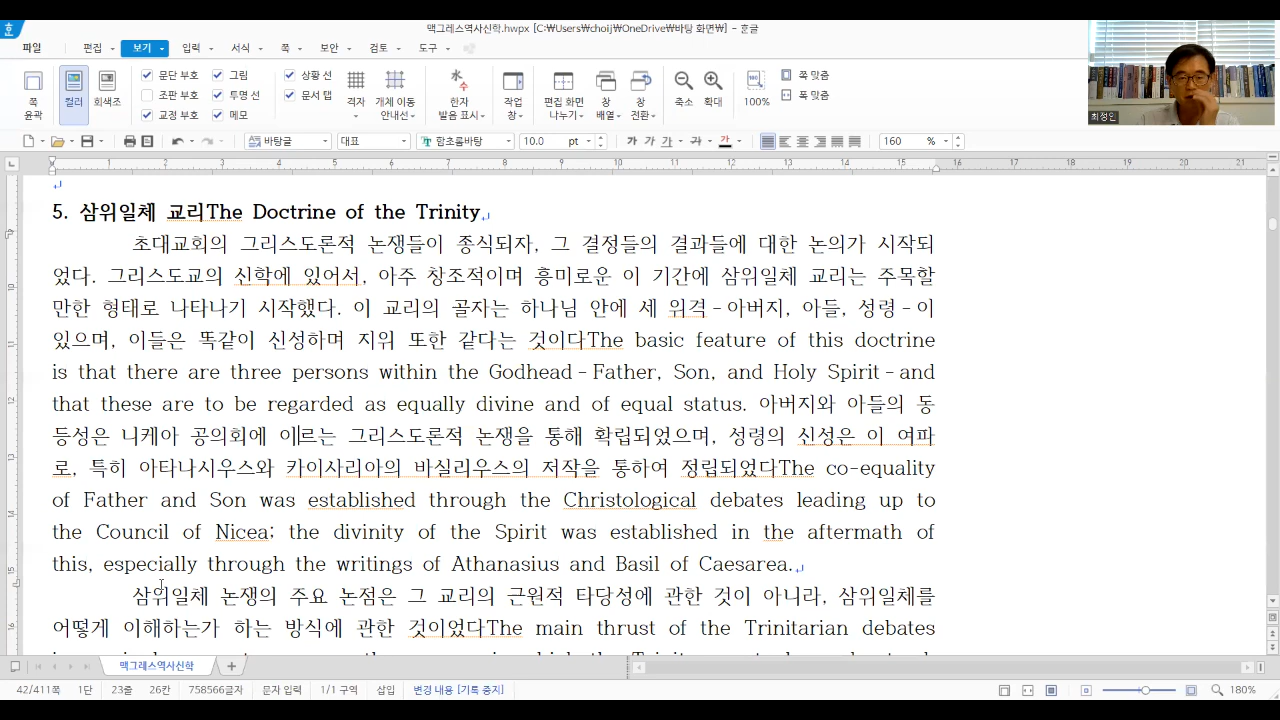 맥그레스역사신학.hwpx [C:₩Users₩choij₩OneDrive₩바탕 화면₩] – 훈글
파일 편집 보기 입력 서식 쪽 보안 검토 도구
문단 부호 그림 상황 선
조판 부호 투명 선 문서 탭
교정 부호 메모
쪽 윤곽 컬러 회색조 격자 개체 이동 안내선 한자 발음 표시 작업 창 편집 화면 나누기 창 배열 창 전환 축소 확대 100% 쪽 맞춤
폭 맞춤
최정인
바탕글 대표 함초롬바탕 10.0 pt 가 가 가 가 가 160 %
1 2 3 4 5 6 7 8 9 10 11 12 13 14 15 16 17 18 19 20 21
5. 삼위일체 교리The Doctrine of the Trinity
초대교회의 그리스도론적 논쟁들이 종식되자, 그 결정들의 결과들에 대한 논의가 시작되
었다. 그리스도교의 신학에 있어서, 아주 창조적이며 흥미로운 이 기간에 삼위일체 교리는 주목할
만한 형태로 나타나기 시작했다. 이 교리의 골자는 하나님 안에 세 위격–아버지, 아들, 성령–이
있으며, 이들은 똑같이 신성하며 지위 또한 같다는 것이다The basic feature of this doctrine
is that there are three persons within the Godhead–Father, Son, and Holy Spirit–and
that these are to be regarded as equally divine and of equal status. 아버지와 아들의 동
등성은 니케아 공의회에 이르는 그리스도론적 논쟁을 통해 확립되었으며, 성령의 신성은 이 여파
로, 특히 아타나시우스와 카이사리아의 바실리우스의 저작을 통하여 정립되었다The co-equality
of Father and Son was established through the Christological debates leading up to
the Council of Nicea; the divinity of the Spirit was established in the aftermath of
this, especially through the writings of Athanasius and Basil of Caesarea.
삼위일체 논쟁의 주요 논점은 그 교리의 근원적 타당성에 관한 것이 아니라, 삼위일체를
어떻게 이해하는가 하는 방식에 관한 것이었다The main thrust of the Trinitarian debates
맥그레스역사신학
42/411쪽 1단 23줄 26칸 758566글자 문자 입력 1/1 구역 삽입 변경 내용 [기록 중지] 180%